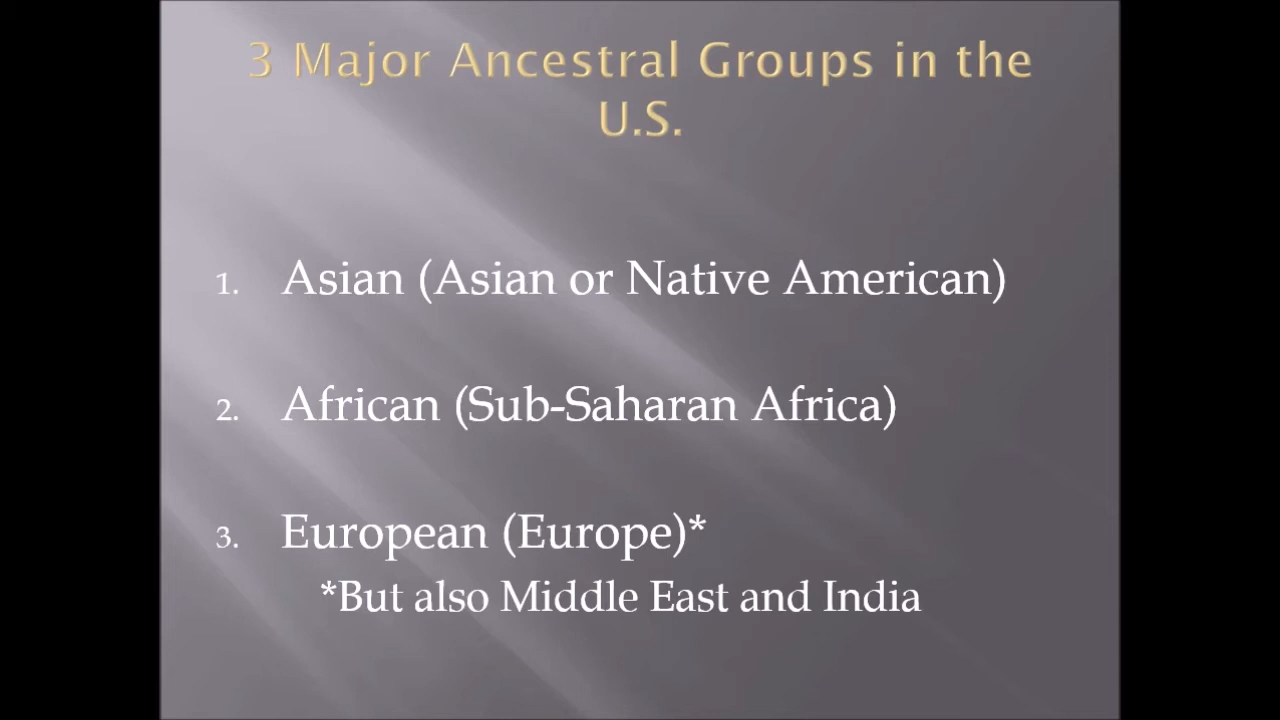 3 Major Ancestral Groups in the
U.S.
1. Asian (Asian or Native American)
2. African (Sub-Saharan Africa)
3. European (Europe)*
*But also Middle East and India